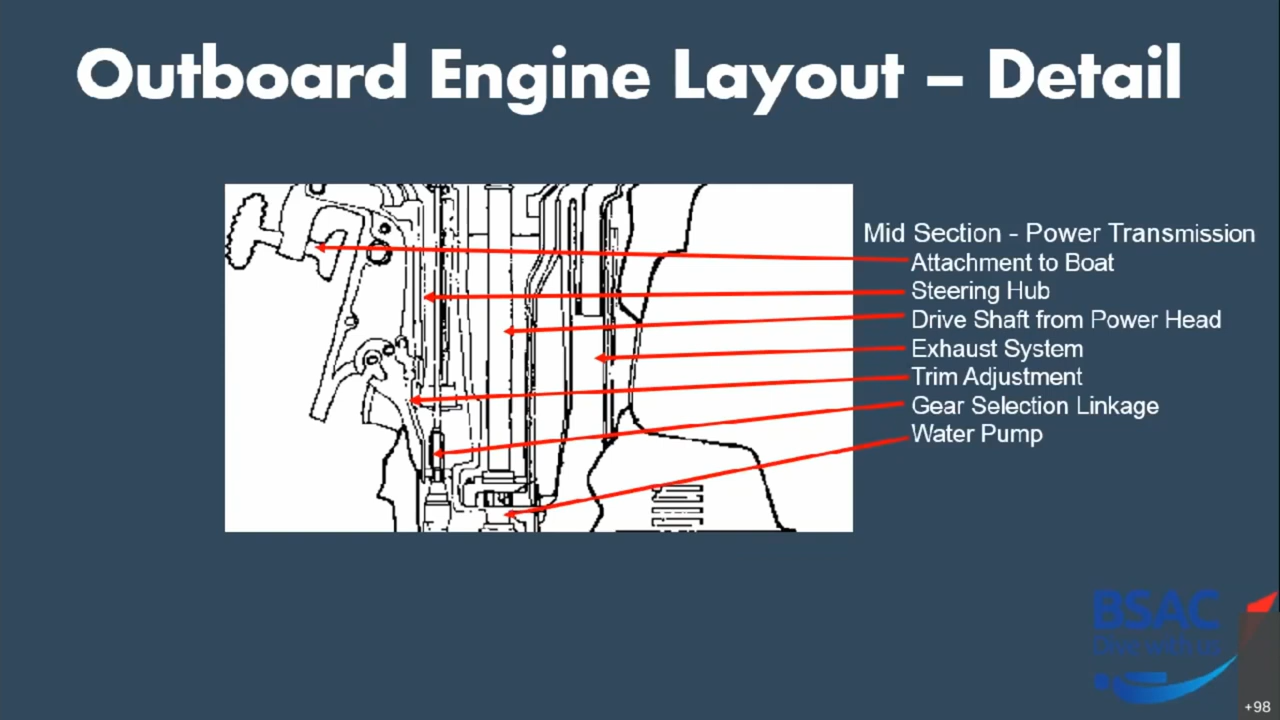 Outboard Engine Layout – Detail
Mid Section - Power Transmission
Attachment to Boat
Steering Hub
Drive Shaft from Power Head
Exhaust System
Trim Adjustment
Gear Selection Linkage
Water Pump
BSAC
Dive with us
+98